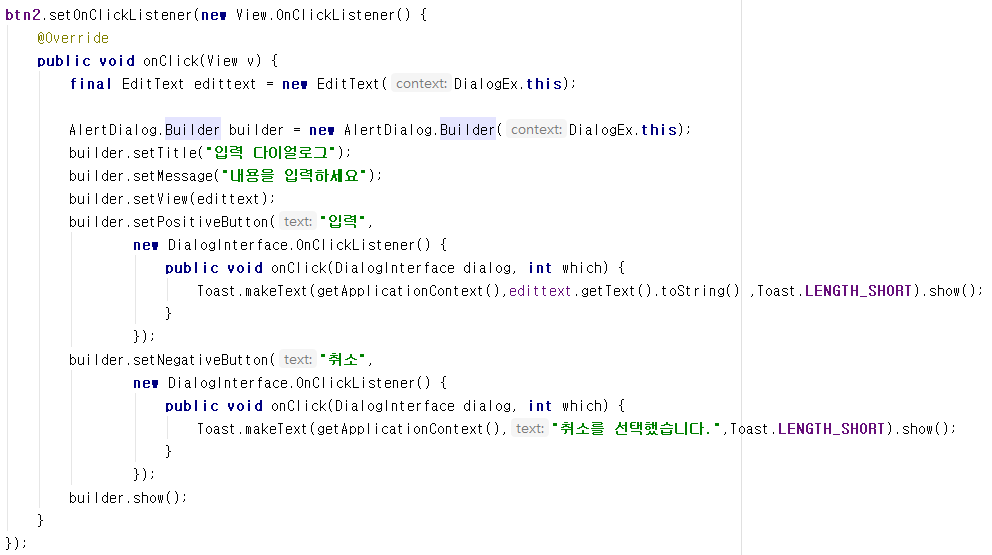 btn2.setOnClickListener(new View.OnClickListener() {
@Override
public void onClick(View v) {
final EditText edittext = new EditText( context: DialogEx.this);
AlertDialog.Builder builder = new AlertDialog.Builder( context: DialogEx.this);
builder.setTitle("입력 다이얼로그");
builder.setMessage("내용을 입력하세요");
builder.setView(edittext);
builder.setPositiveButton( text: "입력",
new DialogInterface.OnClickListener() {
public void onClick(DialogInterface dialog, int which) {
Toast.makeText(getApplicationContext(),edittext.getText().toString() ,Toast.LENGTH_SHORT).show();
}
});
builder.setNegativeButton( text: "취소",
new DialogInterface.OnClickListener() {
public void onClick(DialogInterface dialog, int which) {
Toast.makeText(getApplicationContext(), text: "취소를 선택했습니다.",Toast.LENGTH_SHORT).show();
}
});
builder.show();
}
});